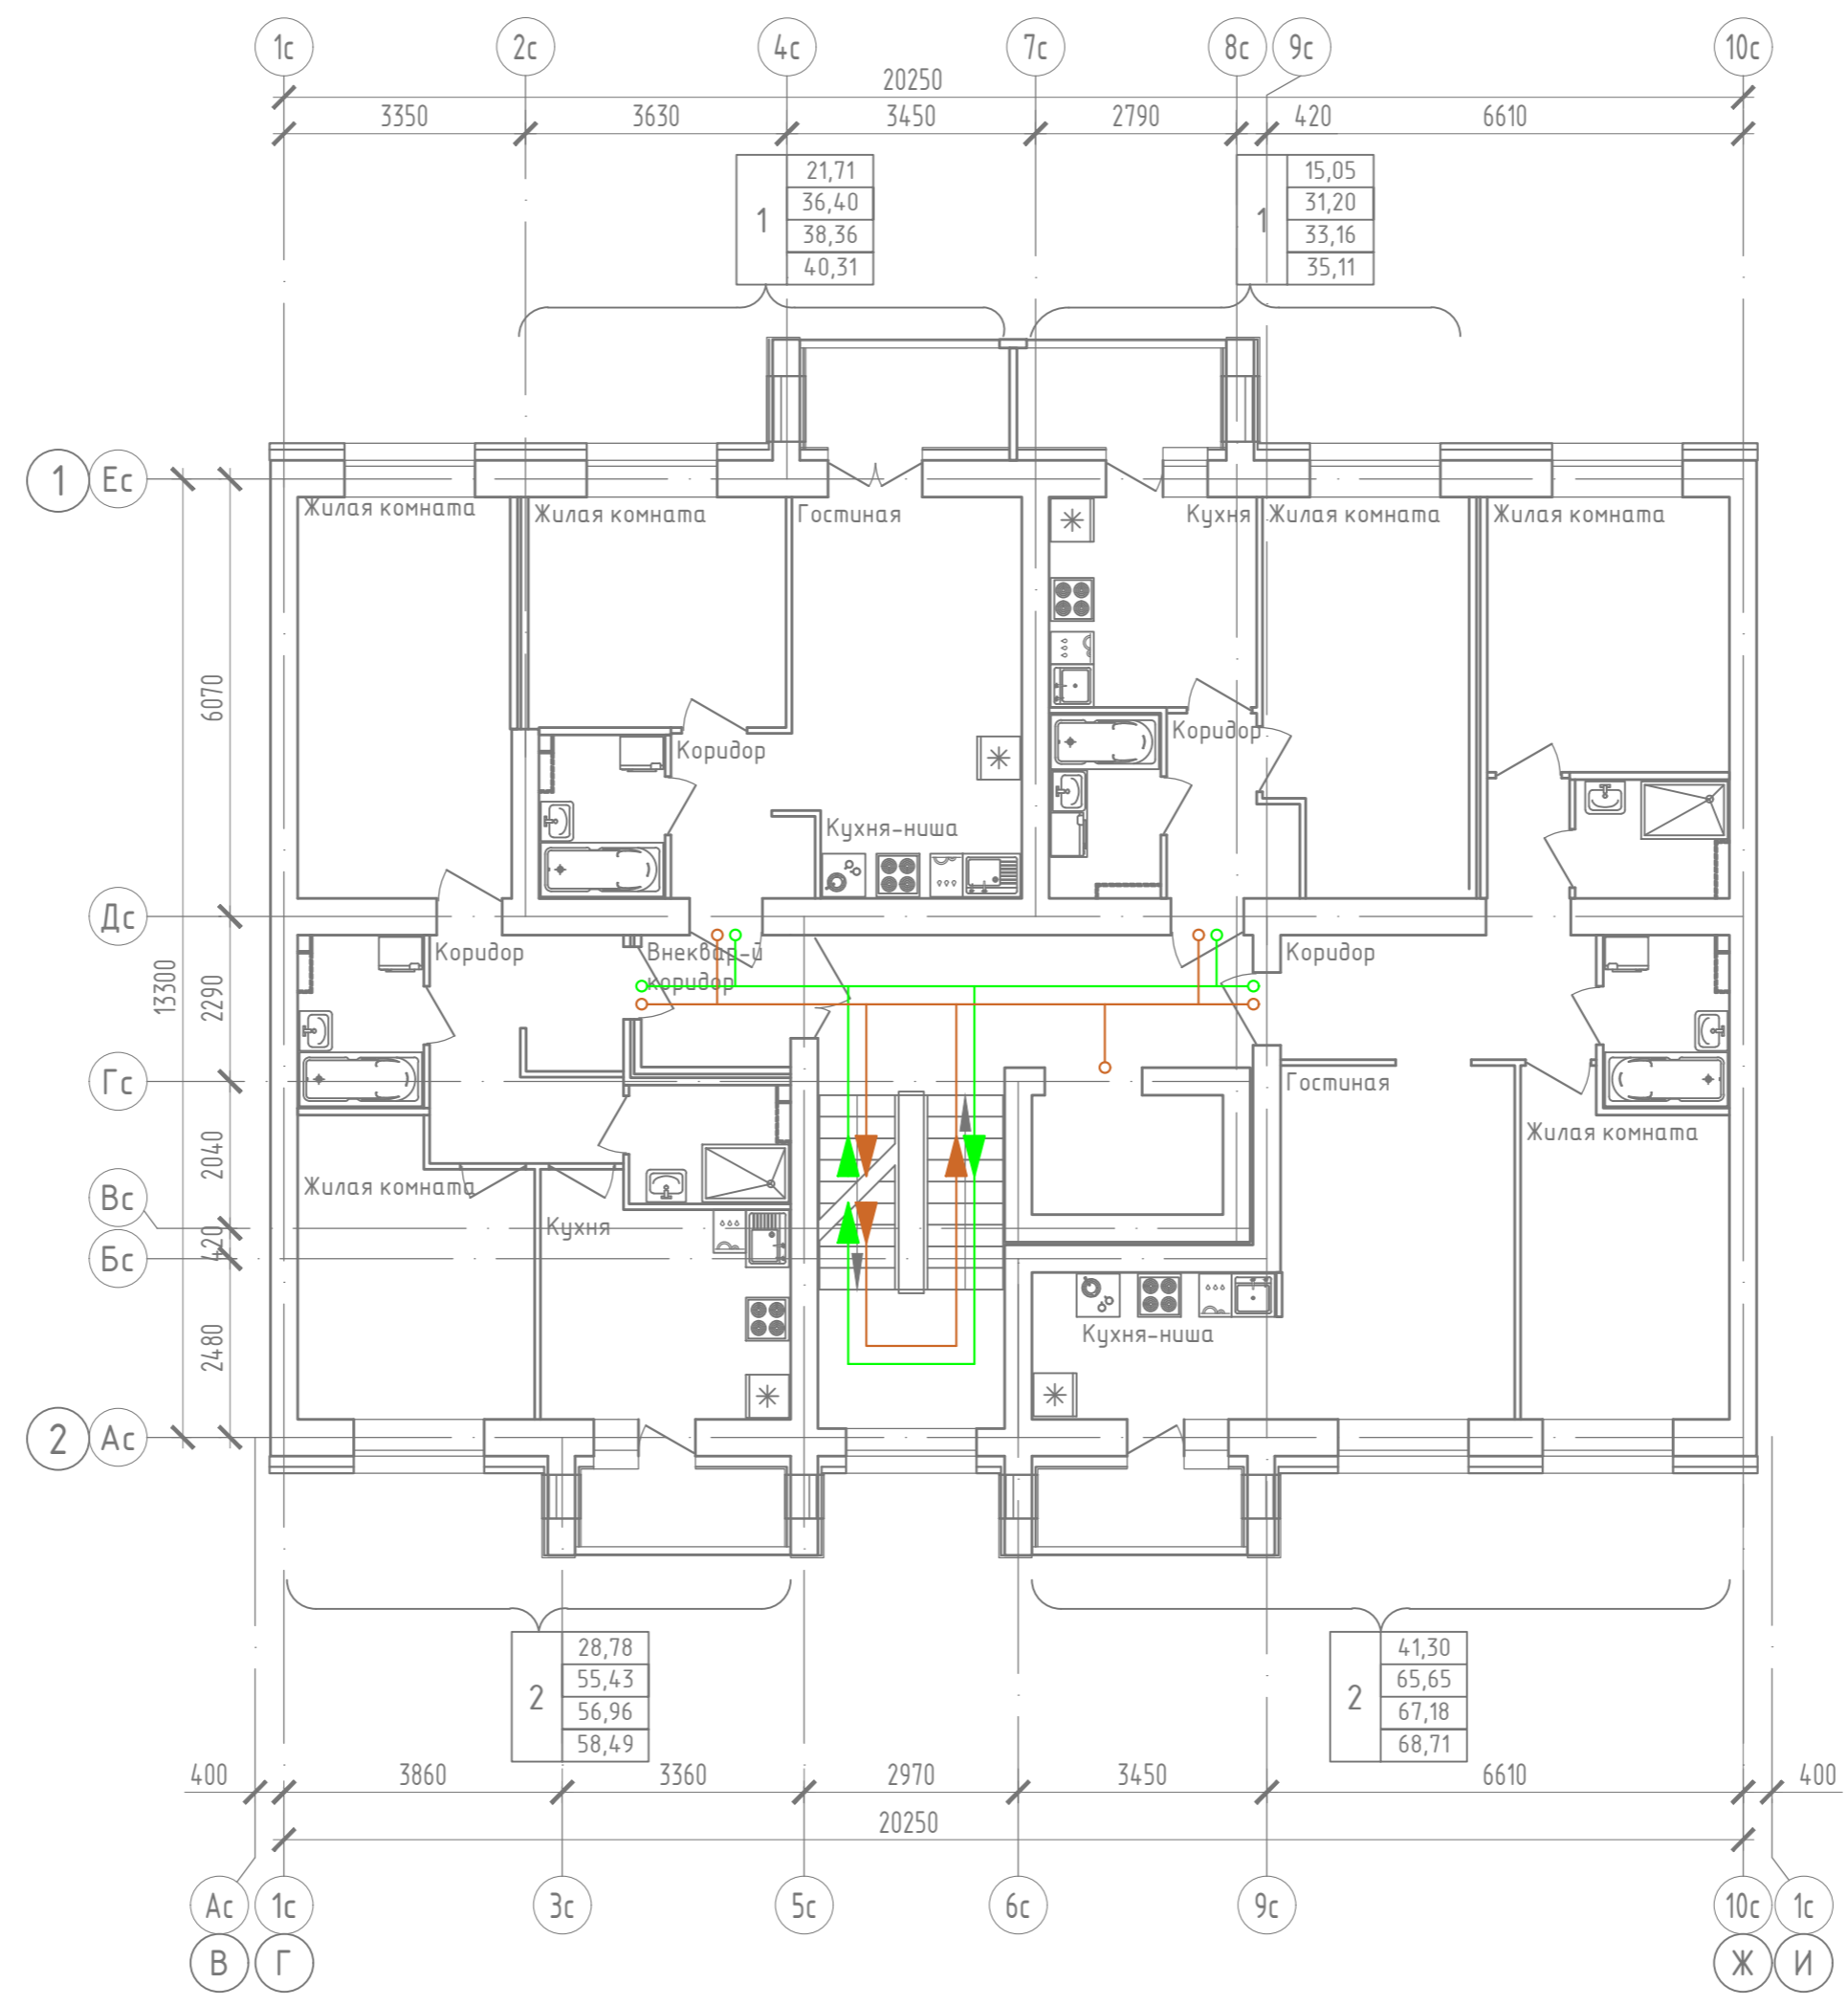 1с 2с 4с 7с 8с 9с 10с
20250
3350 3630 3450 2790 420 6610
1
21,71
36,40
38,36
40,31
1
15,05
31,20
33,16
35,11
1 Ес
Жилая комната
Жилая комната
Гостиная
Кухня
Жилая комната
Жилая комната
6070
Коридор
Коридор
Кухня-ниша
Дс
Коридор
Внеквар-й
коридор
Коридор
13300
2290
Гс
Гостиная
2040
Жилая комната
Жилая комната
Вс
Кухня
420
Бс
Кухня-ниша
2480
2 Ас
2
28,78
55,43
56,96
58,49
2
41,30
65,65
67,18
68,71
400 3860 3360 2970 3450 6610 400
20250
Ас 1с 3с 5с 6с 9с 10с 1с
В Г Ж И